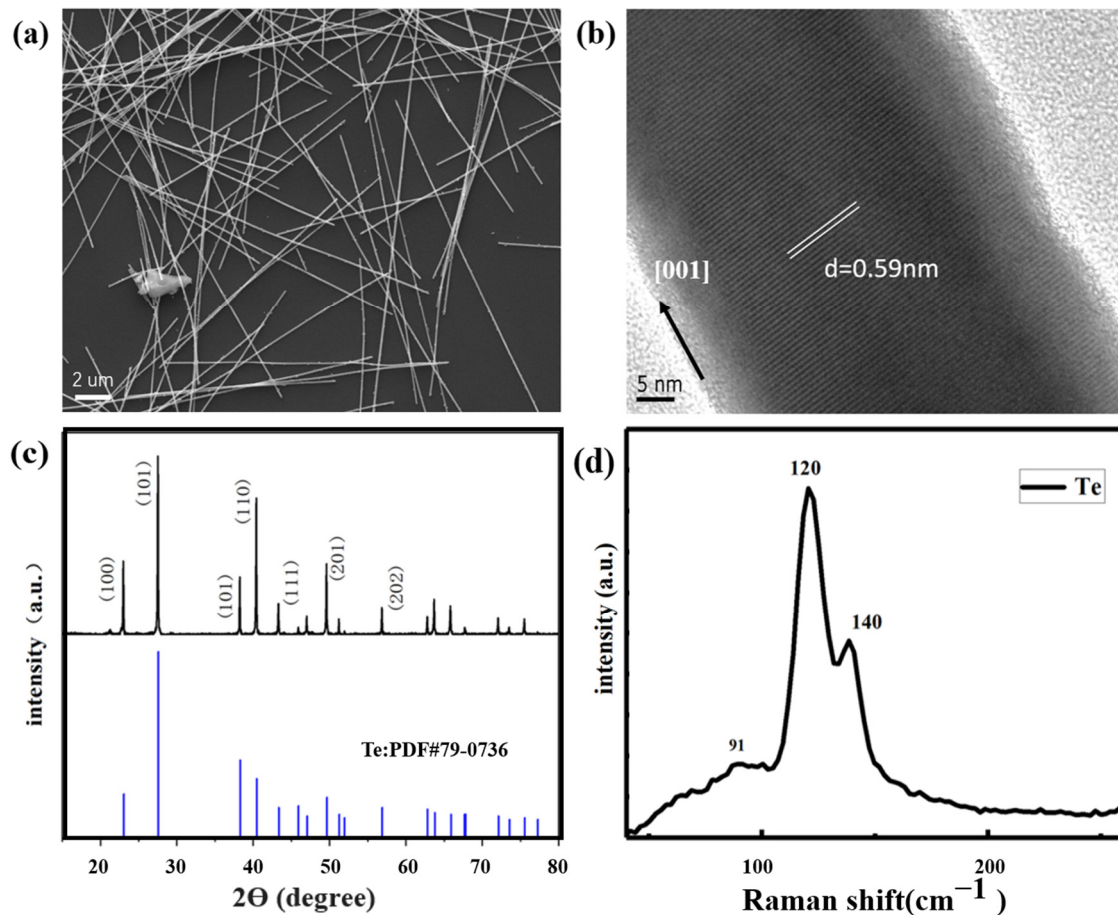 (a)
2 um
(b)
[001]
d=0.59nm
5 nm
(c)
intensity (a.u.)
(100)
(101)
(101)
(110)
(111)
(201)
(202)
Te:PDF#79-0736
20 30 40 50 60 70 80
2Θ (degree)
(d)
intensity (a.u.)
120
140
91
Te
100 200
Raman shift(cm⁻¹
)